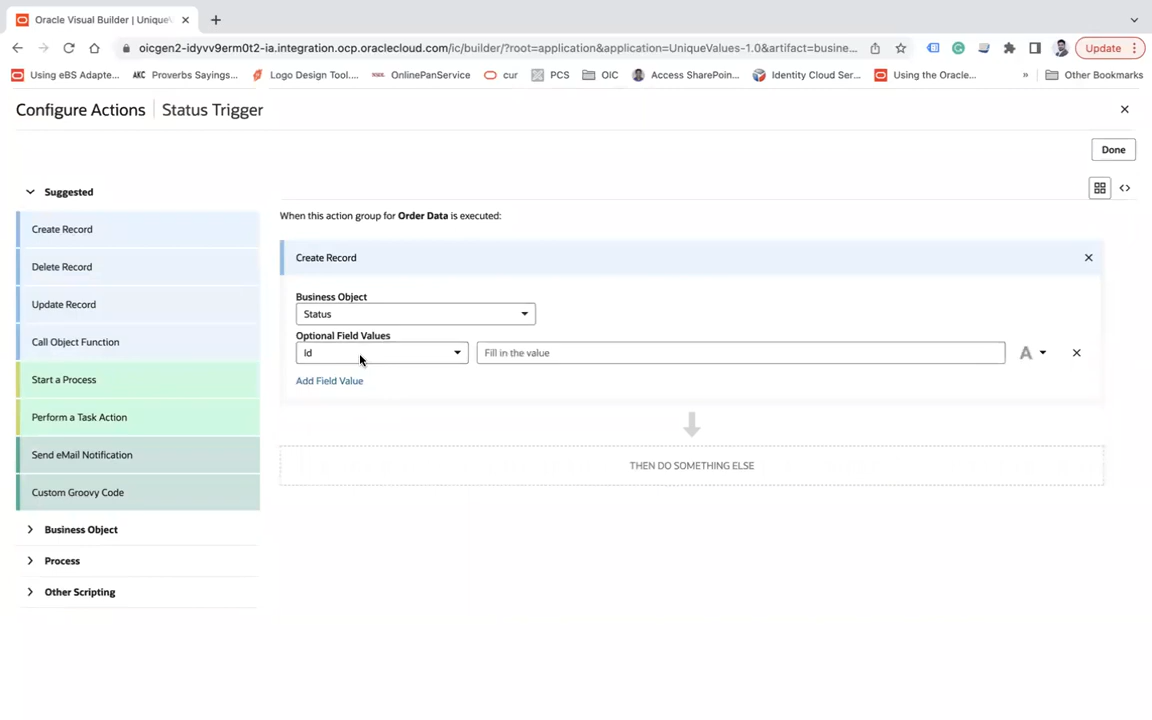 Oracle Visual Builder | UniqueV
oicgen2-idyvv9erm0t2-ia.integration.ocp.oraclecloud.com/ic/builder/?root=application&application=UniqueValues-1.0&artifact=busine...
Update
Using eBS Adapte...
AKC Proverbs Sayings...
Logo Design Tool....
OnlinePanService
cur
PCS
OIC
Access SharePoin...
Identity Cloud Ser...
Using the Oracle...
»
Other Bookmarks
Configure Actions
Status Trigger
Done
Suggested
Create Record
Delete Record
Update Record
Call Object Function
Start a Process
Perform a Task Action
Send eMail Notification
Custom Groovy Code
Business Object
Process
Other Scripting
When this action group for Order Data is executed:
Create Record
Business Object
Status
Optional Field Values
Id
Fill in the value
A
Add Field Value
THEN DO SOMETHING ELSE